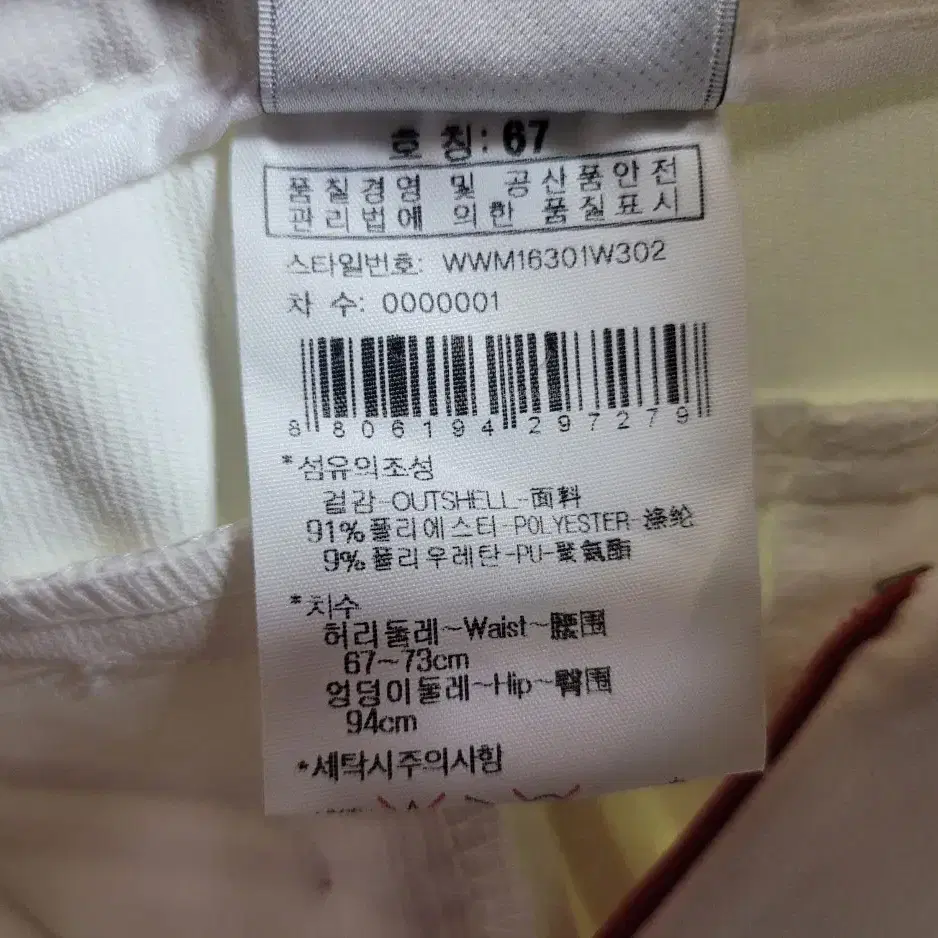 호 칭: 67
품질경영 및 공산품안전
관리법에 의한 품질표시
스타일번호: WWM16301W302
차 수: 0000001
8 806194 297279
*섬유의조성
겉감-OUTSHELL-面料
91%폴리에스터-POLYESTER-涤纶
9%폴리우레탄-PU-聚氨酯
*치수
허리둘레~Waist~腰围
67~73cm
엉덩이둘레~Hip~臀围
94cm
*세탁시주의사항